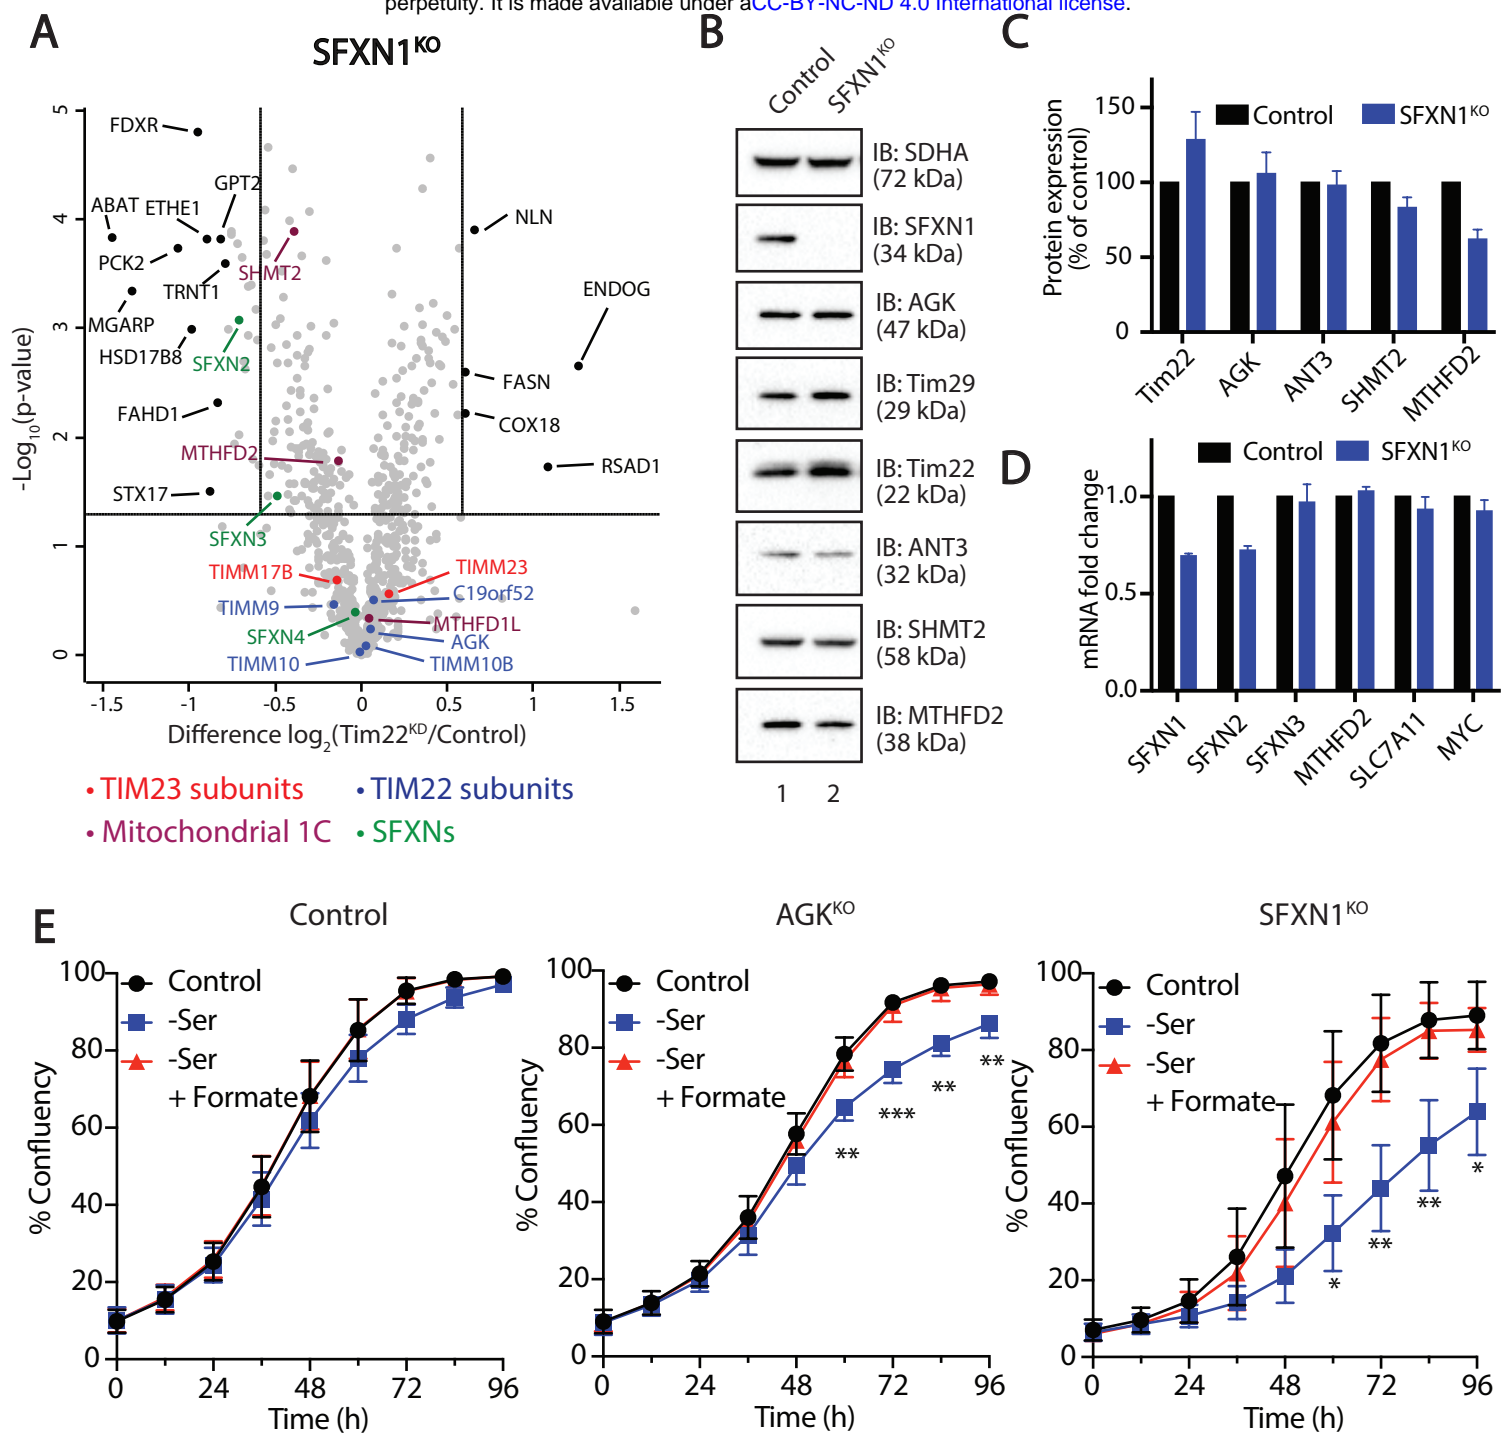 perpetuity. It is made available under aCC-BY-NC-ND 4.0 International license.
A
SFXN1KO
-Log10(p-value)
5
4
3
2
1
0
FDXR
GPT2
ABAT
ETHE1
PCK2
TRNT1
SHMT2
MGARP
HSD17B8
SFXN2
FAHD1
MTHFD2
STX17
SFXN3
NLN
ENDOG
FASN
COX18
RSAD1
TIMM17B
TIMM23
TIMM9
C19orf52
SFXN4
MTHFD1L
AGK
TIMM10
TIMM10B
-1.5 -1 -0.5 0 0.5 1 1.5
Difference log2(Tim22KD/Control)
• TIM23 subunits
• TIM22 subunits
• Mitochondrial 1C
• SFXNs
B
Control
SFXN1KO
IB: SDHA
(72 kDa)
IB: SFXN1
(34 kDa)
IB: AGK
(47 kDa)
IB: Tim29
(29 kDa)
IB: Tim22
(22 kDa)
IB: ANT3
(32 kDa)
IB: SHMT2
(58 kDa)
IB: MTHFD2
(38 kDa)
1 2
C
Protein expression
(% of control)
150
100
50
0
Control
SFXN1KO
Tim22
AGK
ANT3
SHMT2
MTHFD2
D
mRNA fold change
Control
SFXN1KO
1.0
0.5
0.0
SFXN1
SFXN2
SFXN3
MTHFD2
SLC7A11
MYC
E
Control
% Confluency
100
80
60
40
20
0
Control
-Ser
-Ser
+ Formate
0 24 48 72 96
Time (h)
AGKKO
% Confluency
100
80
60
40
20
0
Control
-Ser
-Ser
+ Formate
**
***
**
**
0 24 48 72 96
Time (h)
SFXN1KO
% Confluency
100
80
60
40
20
0
Control
-Ser
-Ser
+ Formate
*
**
**
*
0 24 48 72 96
Time (h)